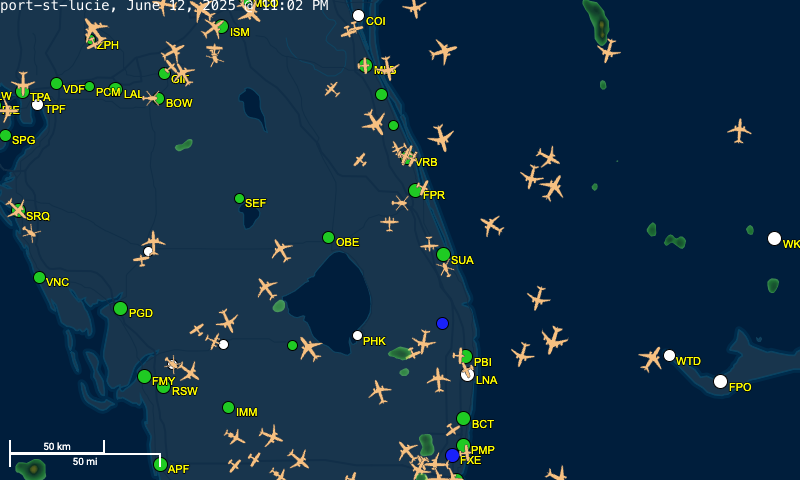 port-st-lucie, June 12, 2025 @ 11:02 PM
MCO
COI
ISM
ZPH
MLB
GIF
VDF
PCM
LAL
TPA
BOW
TPF
SPG
VRB
FPR
SEF
SRQ
OBE
WK
SUA
VNC
PGD
PHK
PBI
WTD
LNA
FMY
RSW
FPO
IMM
BCT
PMP
FXE
50 km
50 mi
APF